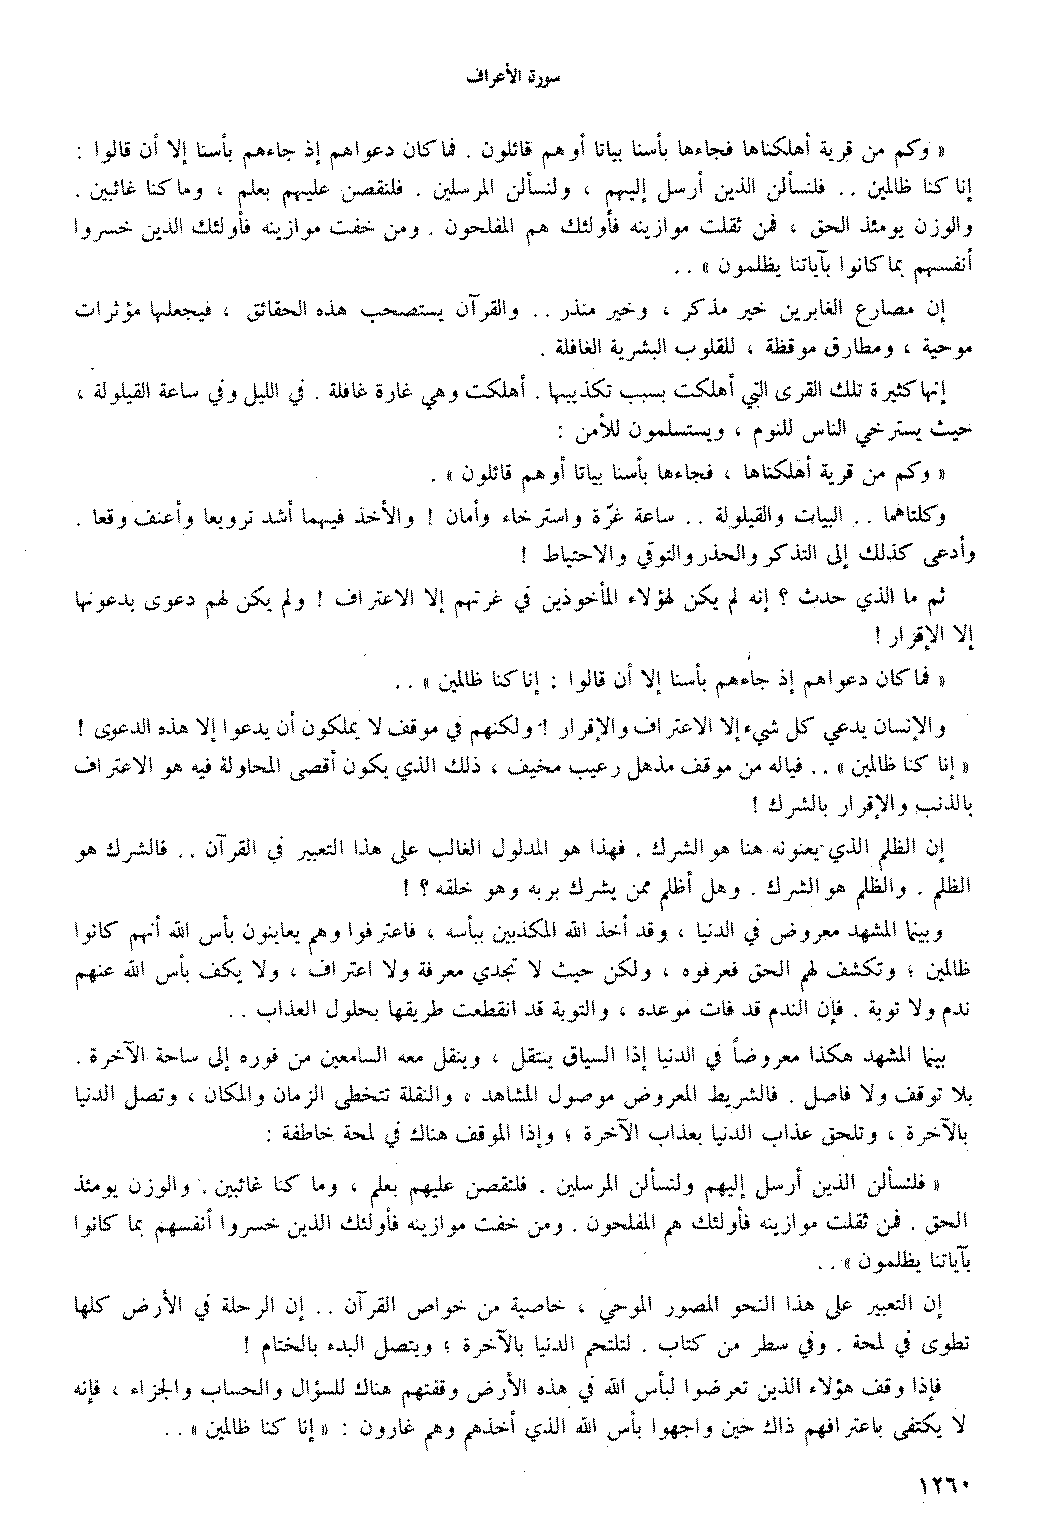 سورة الأعراف
« وكم من قرية أهلكناها فجاءها بأسنا بياتا أو هم قائلون . فما كان دعواهم إذ جاءهم بأسنا إلا أن قالوا :
إنا كنا ظالمين .. فلنسألن الذين أرسل إليهم ، ولنسألن المرسلين . فلنقصن عليهم بعلم ، وما كنا غائبين .
والوزن يومئذ الحق ، فمن ثقلت موازينه فأولئك هم المفلحون . ومن خفت موازينه فأولئك الذين خسروا
أنفسهم بما كانوا بآياتنا يظلمون » ..
إن مصارع الغابرين خير مذكر ، وخير منذر .. والقرآن يستصحب هذه الحقائق ، فيجعلها مؤثرات
موحية ، ومطارق موقظة ، للقلوب البشرية الغافلة .
إنها كثيرة تلك القرى التي أهلكت بسبب تكذيبها . أهلكت وهي غارة غافلة . في الليل وفي ساعة القيلولة ،
حيث يسترخي الناس للنوم ، ويستسلمون للأمن :
« وكم من قرية أهلكناها ، فجاءها بأسنا بياتا أو هم قائلون » .
وكلتاهما .. البيات والقيلولة .. ساعة غرّة واسترخاء وأمان ! والأخذ فيهما أشد ترويعا وأعنف وقعا .
وأدعى كذلك إلى التذكر والحذر والتوقي والاحتياط !
ثم ما الذي حدث ؟ إنه لم يكن لهؤلاء المأخوذين في غرتهم إلا الاعتراف ! ولم يكن لهم دعوى يدعونها
إلا الإقرار !
« فما كان دعواهم إذ جاءهم بأسنا إلا أن قالوا : إنا كنا ظالمين » ..
والإنسان يدعي كل شيء إلا الاعتراف والإقرار ! ولكنهم في موقف لا يملكون أن يدعوا إلا هذه الدعوى !
« إنا كنا ظالمين » .. فياله من موقف مذهل رعيب مخيف ، ذلك الذي يكون أقصى المحاولة فيه هو الاعتراف
بالذنب والإقرار بالشرك !
إن الظلم الذي يعنونه هنا هو الشرك . فهذا هو المدلول الغالب على هذا التعبير في القرآن .. فالشرك هو
الظلم . والظلم هو الشرك . وهل أظلم ممن يشرك بربه وهو خلقه ؟ !
وبينما المشهد معروض في الدنيا ، وقد أخذ الله المكذبين ببأسه ، فاعترفوا وهم يعاينون بأس الله أنهم كانوا
ظالمين ؛ وتكشف لهم الحق فعرفوه ، ولكن حيث لا تجدي معرفة ولا اعتراف ، ولا يكف بأس الله عنهم
ندم ولا توبة . فإن الندم قد فات موعده ، والتوبة قد انقطعت طريقها بحلول العذاب ..
بينما المشهد هكذا معروضاً في الدنيا إذا السياق ينتقل ، وينقل معه السامعين من فوره إلى ساحة الآخرة .
بلا توقف ولا فاصل . فالشريط المعروض موصول المشاهد ، والنقلة تتخطى الزمان والمكان ، وتصل الدنيا
بالآخرة ، وتلحق عذاب الدنيا بعذاب الآخرة ؛ وإذا الموقف هناك في لمحة خاطفة :
« فلنسألن الذين أرسل إليهم ولنسألن المرسلين . فلنقصن عليهم بعلم ، وما كنا غائبين . والوزن يومئذ
الحق . فمن ثقلت موازينه فأولئك هم المفلحون . ومن خفت موازينه فأولئك الذين خسروا أنفسهم بما كانوا
بآياتنا يظلمون » ..
إن التعبير على هذا النحو المصور الموحي ، خاصية من خواص القرآن .. إن الرحلة في الأرض كلها
تطوى في لمحة . وفي سطر من كتاب . لتلتحم الدنيا بالآخرة ؛ ويتصل البدء بالختام !
فإذا وقف هؤلاء الذين تعرضوا لبأس الله في هذه الأرض وقفتهم هناك للسؤال والحساب والجزاء ، فإنه
لا يكتفى باعترافهم ذاك حين واجهوا بأس الله الذي أخذهم وهم غارون : « إنا كنا ظالمين » ..
١٢٦٠